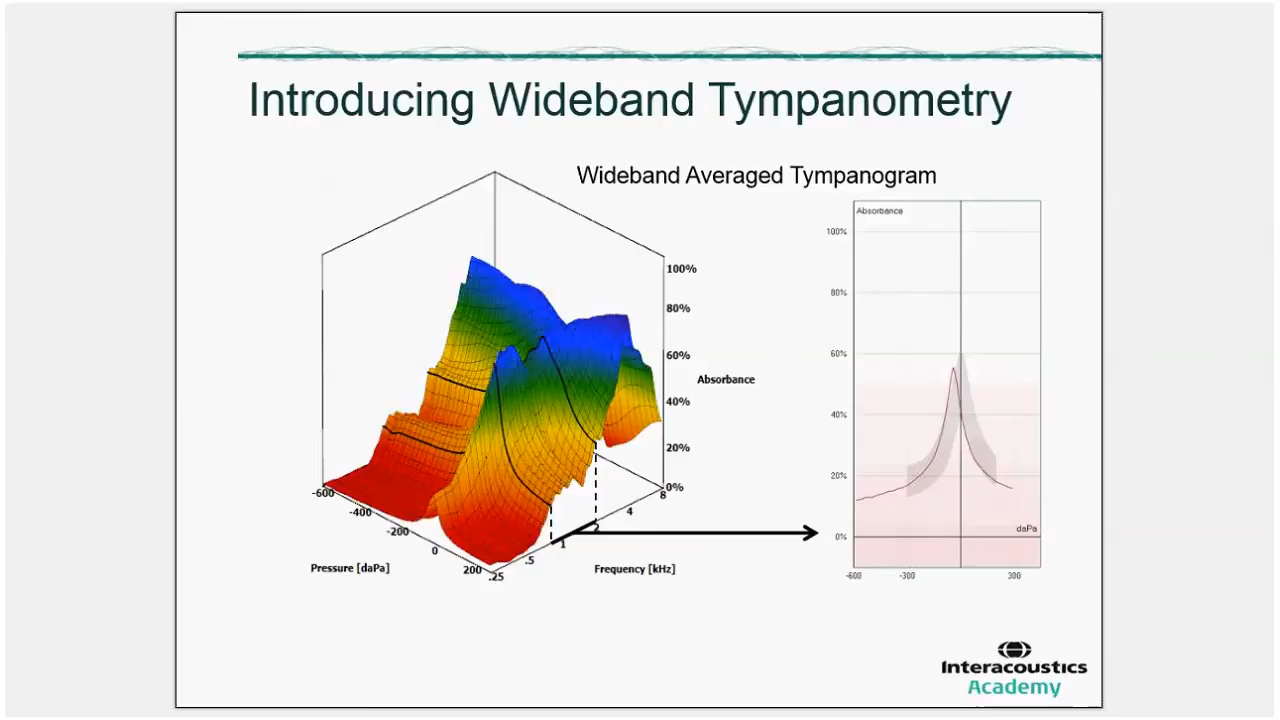 Introducing Wideband Tympanometry
Wideband Averaged Tympanogram
100%
80%
60%
Absorbance
40%
20%
0%
-600
-400
-200
0
200
Pressure [daPa]
.25
.5
1
2
4
8
Frequency [kHz]
Absorbance
100%
80%
60%
40%
20%
daPa
0%
-600
-300
300
Interacoustics
Academy